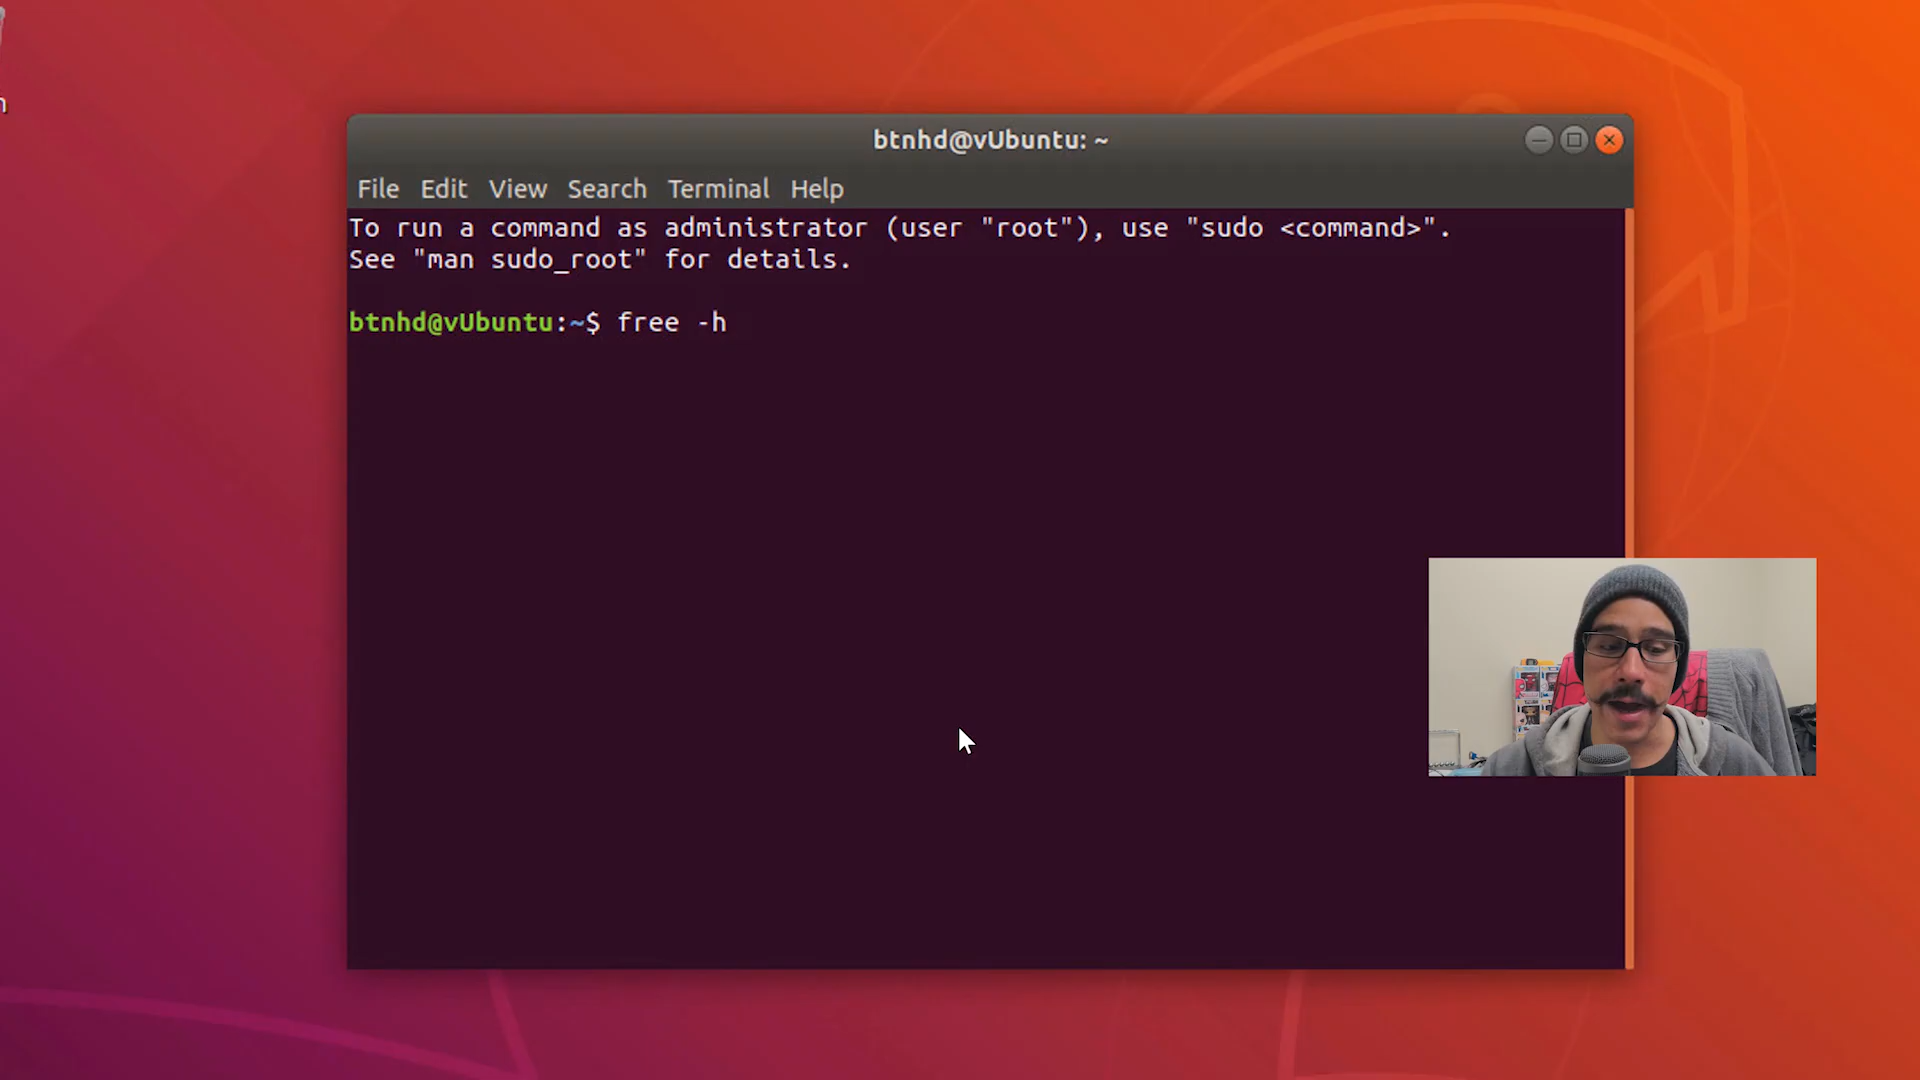 btnhd@vUbuntu: ~
File Edit View Search Terminal Help
To run a command as administrator (user "root"), use "sudo <command>".
See "man sudo_root" for details.
btnhd@vUbuntu:~$ free -h